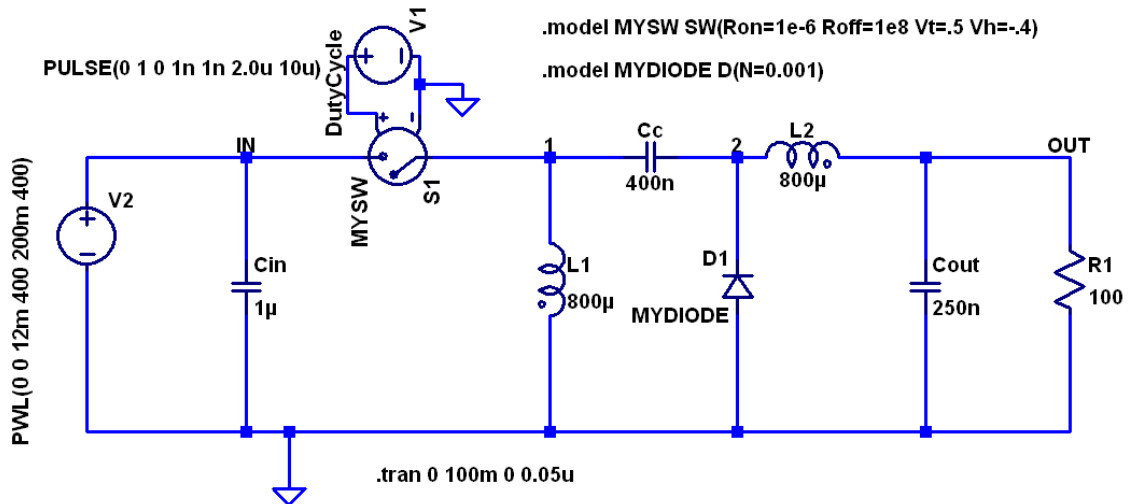 .model MYSW SW(Ron=1e-6 Roff=1e8 Vt=.5 Vh=-.4)
V1
PULSE(0 1 0 1n 1n 2.0u 10u)
.model MYDIODE D(N=0.001)
DutyCycle
IN
MYSW
S1
1
Cc
400n
2
L2
800µ
OUT
PWL(0 0 12m 400 200m 400)
V2
Cin
1µ
L1
800µ
D1
MYDIODE
Cout
250n
R1
100
.tran 0 100m 0 0.05u